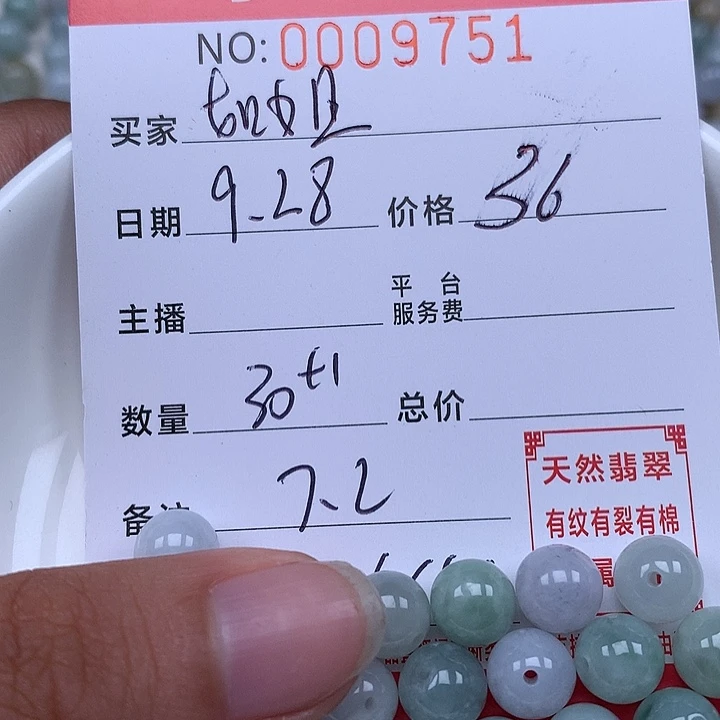 NO: 0009751
买家
日期 9-28 价格 36
主播 平台服务费
数量 30+1 总价
备注 7.2
天然翡翠
有纹有裂有棉
属